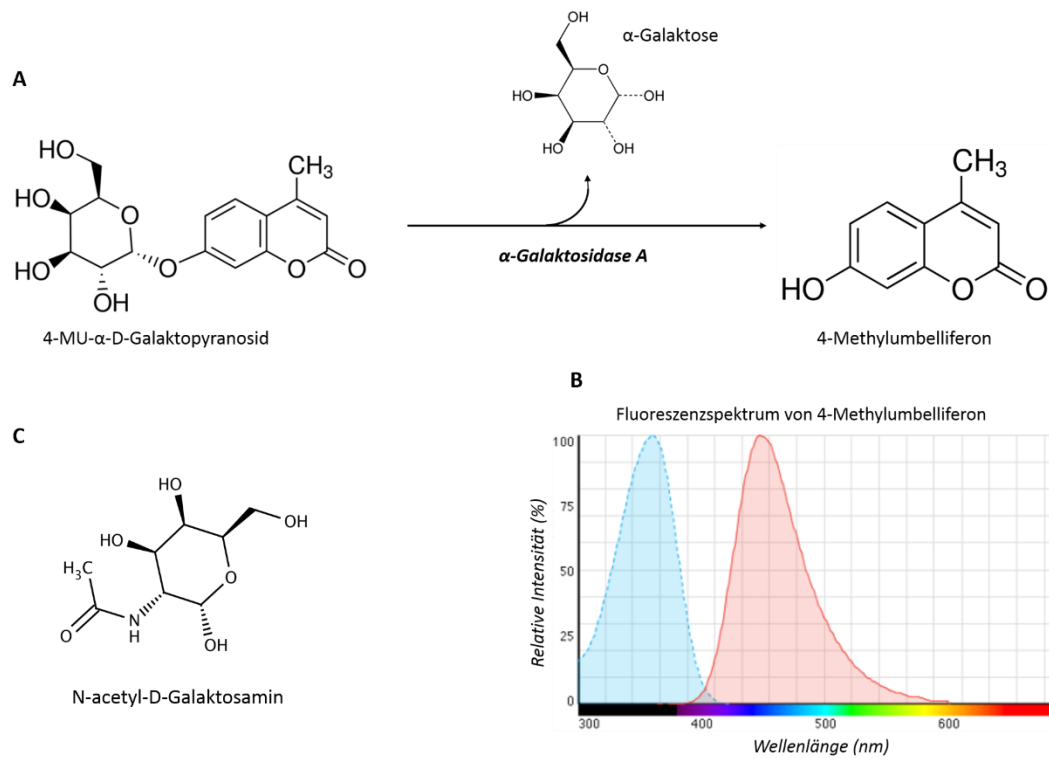 A
OH
α-Galaktose
HO
O
HO
OH
HO
OH
HO
CH₃
HO
O
HO
O
O
O
OH
4-MU-α-D-Galaktopyranosid
α-Galaktosidase A
CH₃
HO
O
O
4-Methylumbelliferon
B
Fluoreszenzspektrum von 4-Methylumbelliferon
100
75
50
25
0
Relative Intensität (%)
300
400
500
600
Wellenlänge (nm)
C
HO
OH
HO
H₃C
O
O
N
H
OH
N-acetyl-D-Galaktosamin